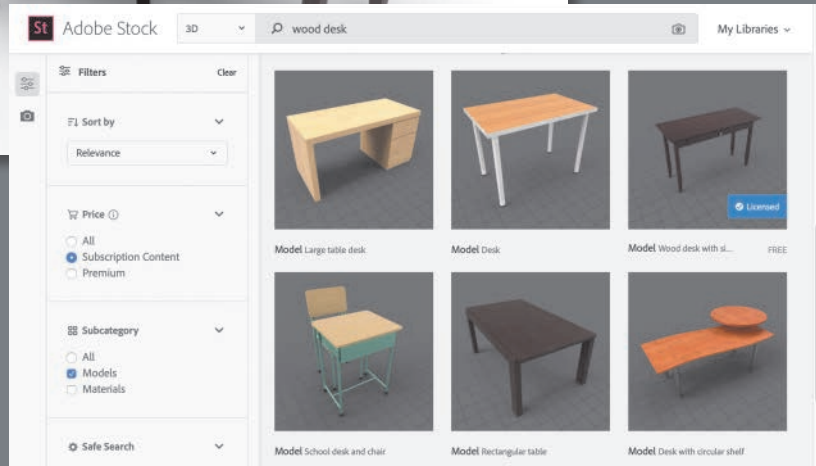 St Adobe Stock 3D wood desk My Libraries
Filters Clear
Sort by
Relevance
Price
All
Subscription Content
Premium
Subcategory
All
Models
Materials
Safe Search
Licensed
Model Large table desk
Model Desk
Model Wood desk with si... FREE
Model School desk and chair
Model Rectangular table
Model Desk with circular shelf